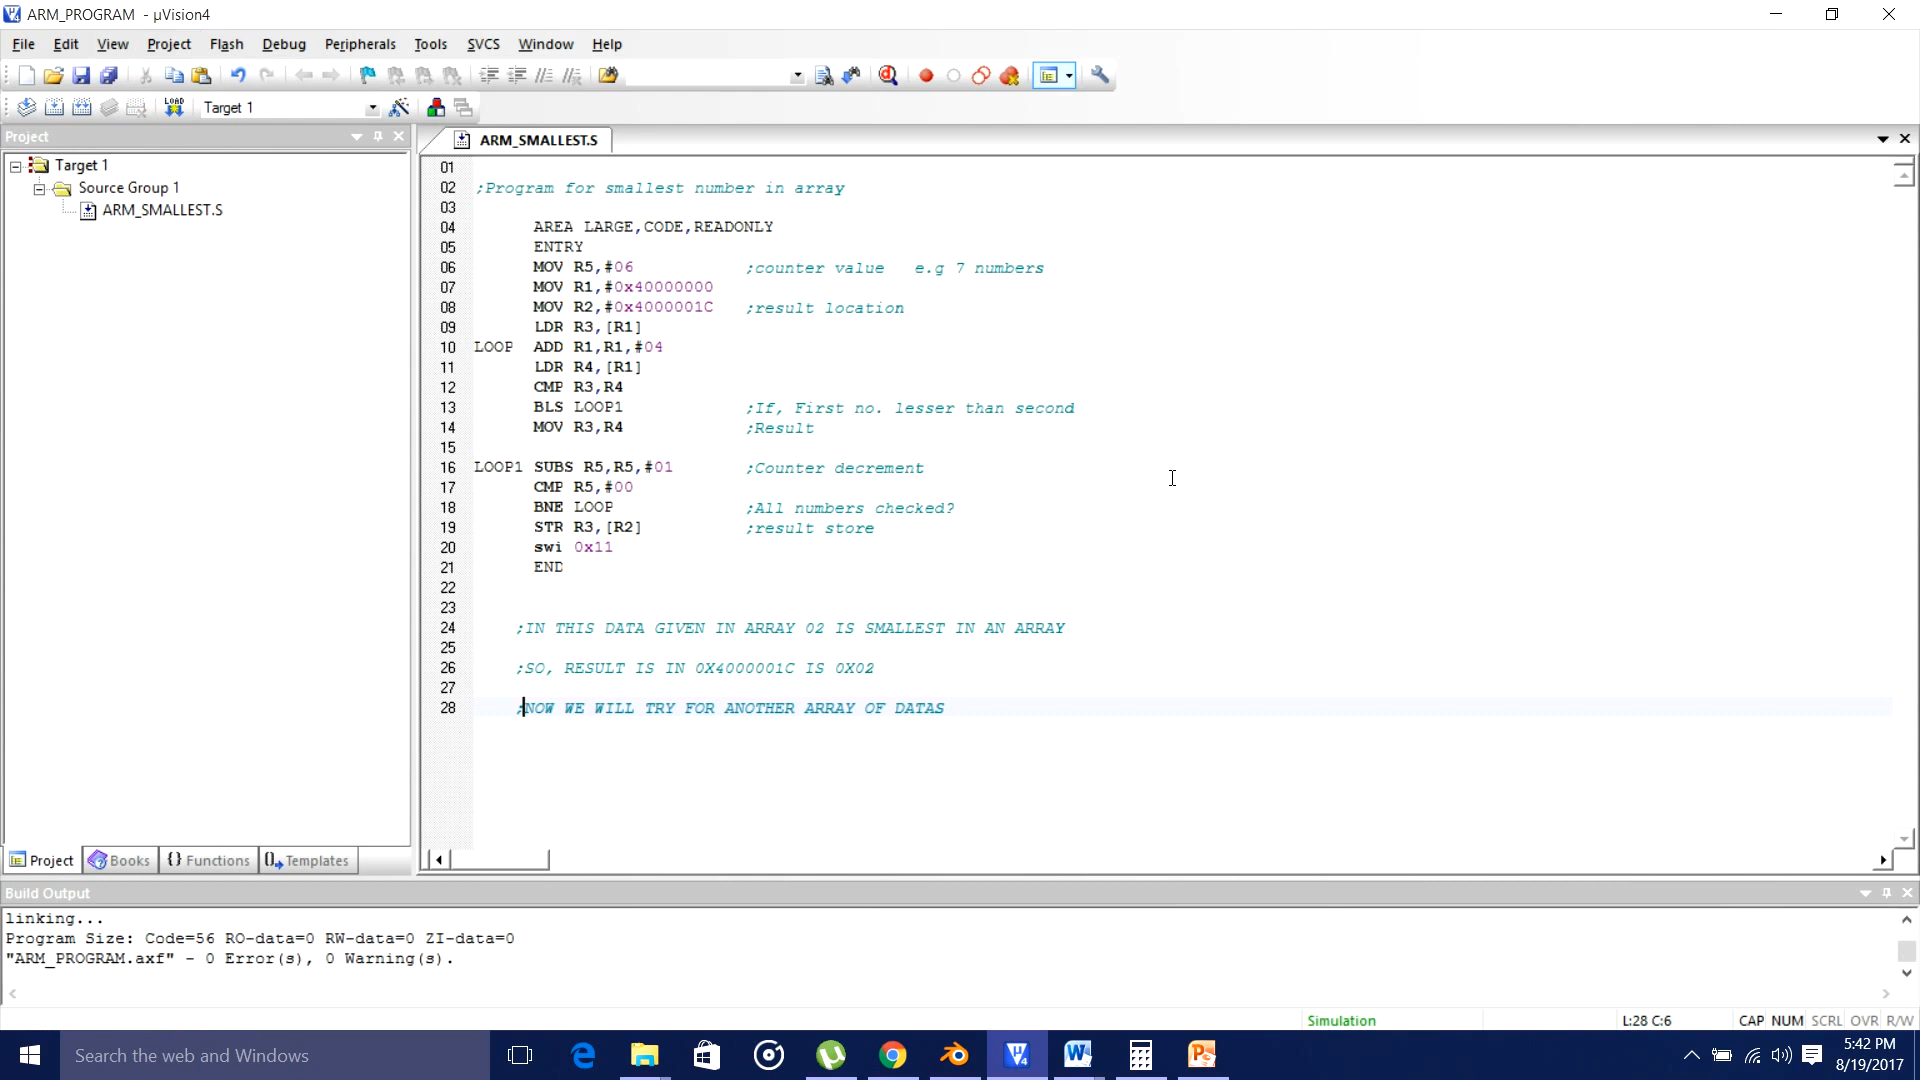 ARM_PROGRAM - µVision4
File Edit View Project Flash Debug Peripherals Tools SVCS Window Help
LOAD Target 1
Project
Target 1
Source Group 1
ARM_SMALLEST.S
Project Books {} Functions Templates
ARM_SMALLEST.S
01
02 ;Program for smallest number in array
03
04 AREA LARGE,CODE,READONLY
05 ENTRY
06 MOV R5,#06 ;counter value e.g 7 numbers
07 MOV R1,#0x40000000
08 MOV R2,#0x4000001C ;result location
09 LDR R3,[R1]
10 LOOP ADD R1,R1,#04
11 LDR R4,[R1]
12 CMP R3,R4
13 BLS LOOP1 ;If, First no. lesser than second
14 MOV R3,R4 ;Result
15
16 LOOP1 SUBS R5,R5,#01 ;Counter decrement
17 CMP R5,#00
18 BNE LOOP ;All numbers checked?
19 STR R3,[R2] ;result store
20 swi 0x11
21 END
22
23
24 ;IN THIS DATA GIVEN IN ARRAY 02 IS SMALLEST IN AN ARRAY
25
26 ;SO, RESULT IS IN 0X4000001C IS 0X02
27
28 ;NOW WE WILL TRY FOR ANOTHER ARRAY OF DATAS
Build Output
linking...
Program Size: Code=56 RO-data=0 RW-data=0 ZI-data=0
"ARM_PROGRAM.axf" - 0 Error(s), 0 Warning(s).
Simulation L:28 C:6 CAP NUM SCRL OVR R/W
Search the web and Windows
5:42 PM
8/19/2017